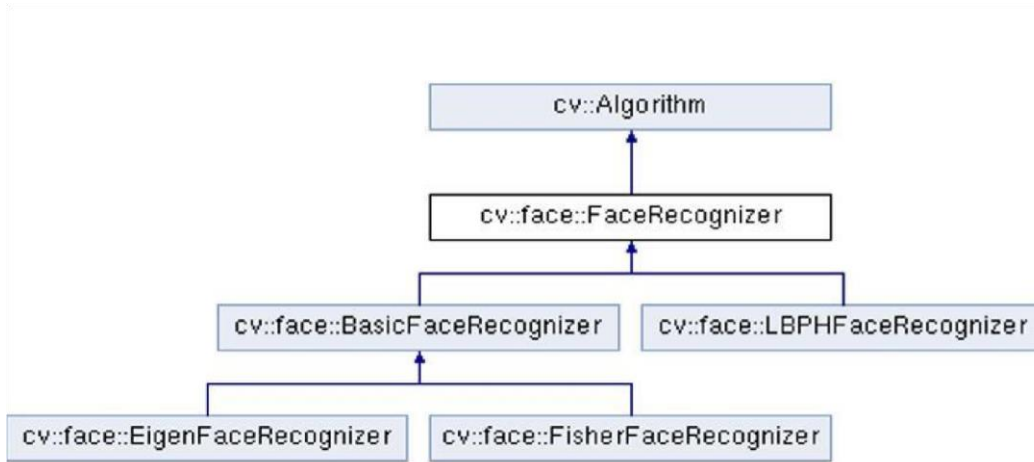 cv::Algorithm
cv::face::FaceRecognizer
cv::face::BasicFaceRecognizer
cv::face::LBPHFaceRecognizer
cv::face::EigenFaceRecognizer
cv::face::FisherFaceRecognizer